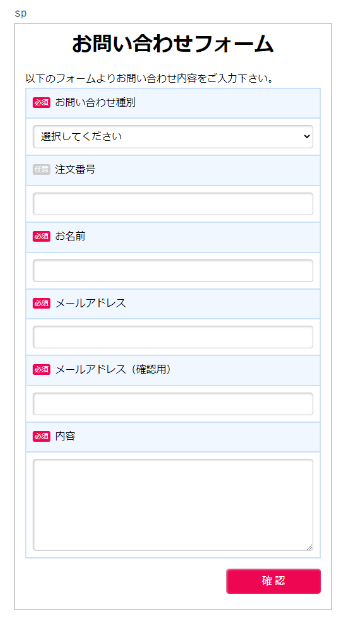 sp
お問い合わせフォーム
以下のフォームよりお問い合わせ内容をご入力下さい。
必須 お問い合わせ種別
選択してください
任意 注文番号
必須 お名前
必須 メールアドレス
必須 メールアドレス（確認用）
必須 内容
確 認